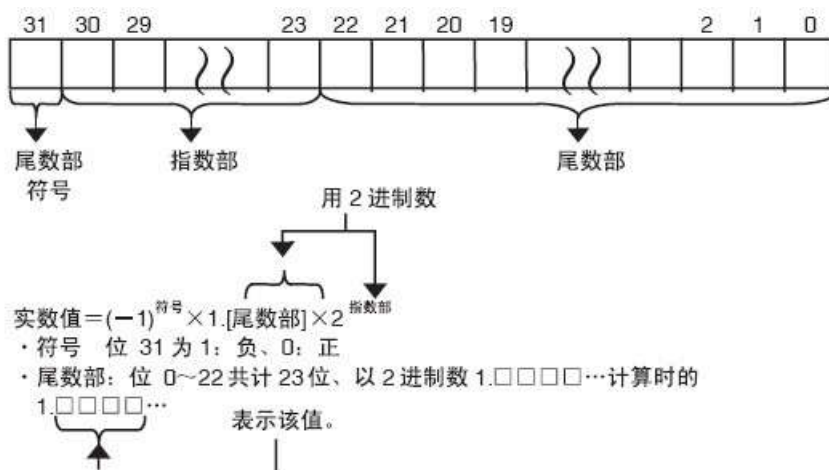 31 30 29 23 22 21 20 19 2 1 0
尾数部 指数部 尾数部
符号
用 2 进制数
实数值=(-1)符号×1.[尾数部]×2指数部
・符号 位 31 为 1: 负、0: 正
・尾数部: 位 0~22 共计 23 位、以 2 进制数 1.□□□□…计算时的
1.□□□□…
表示该值。